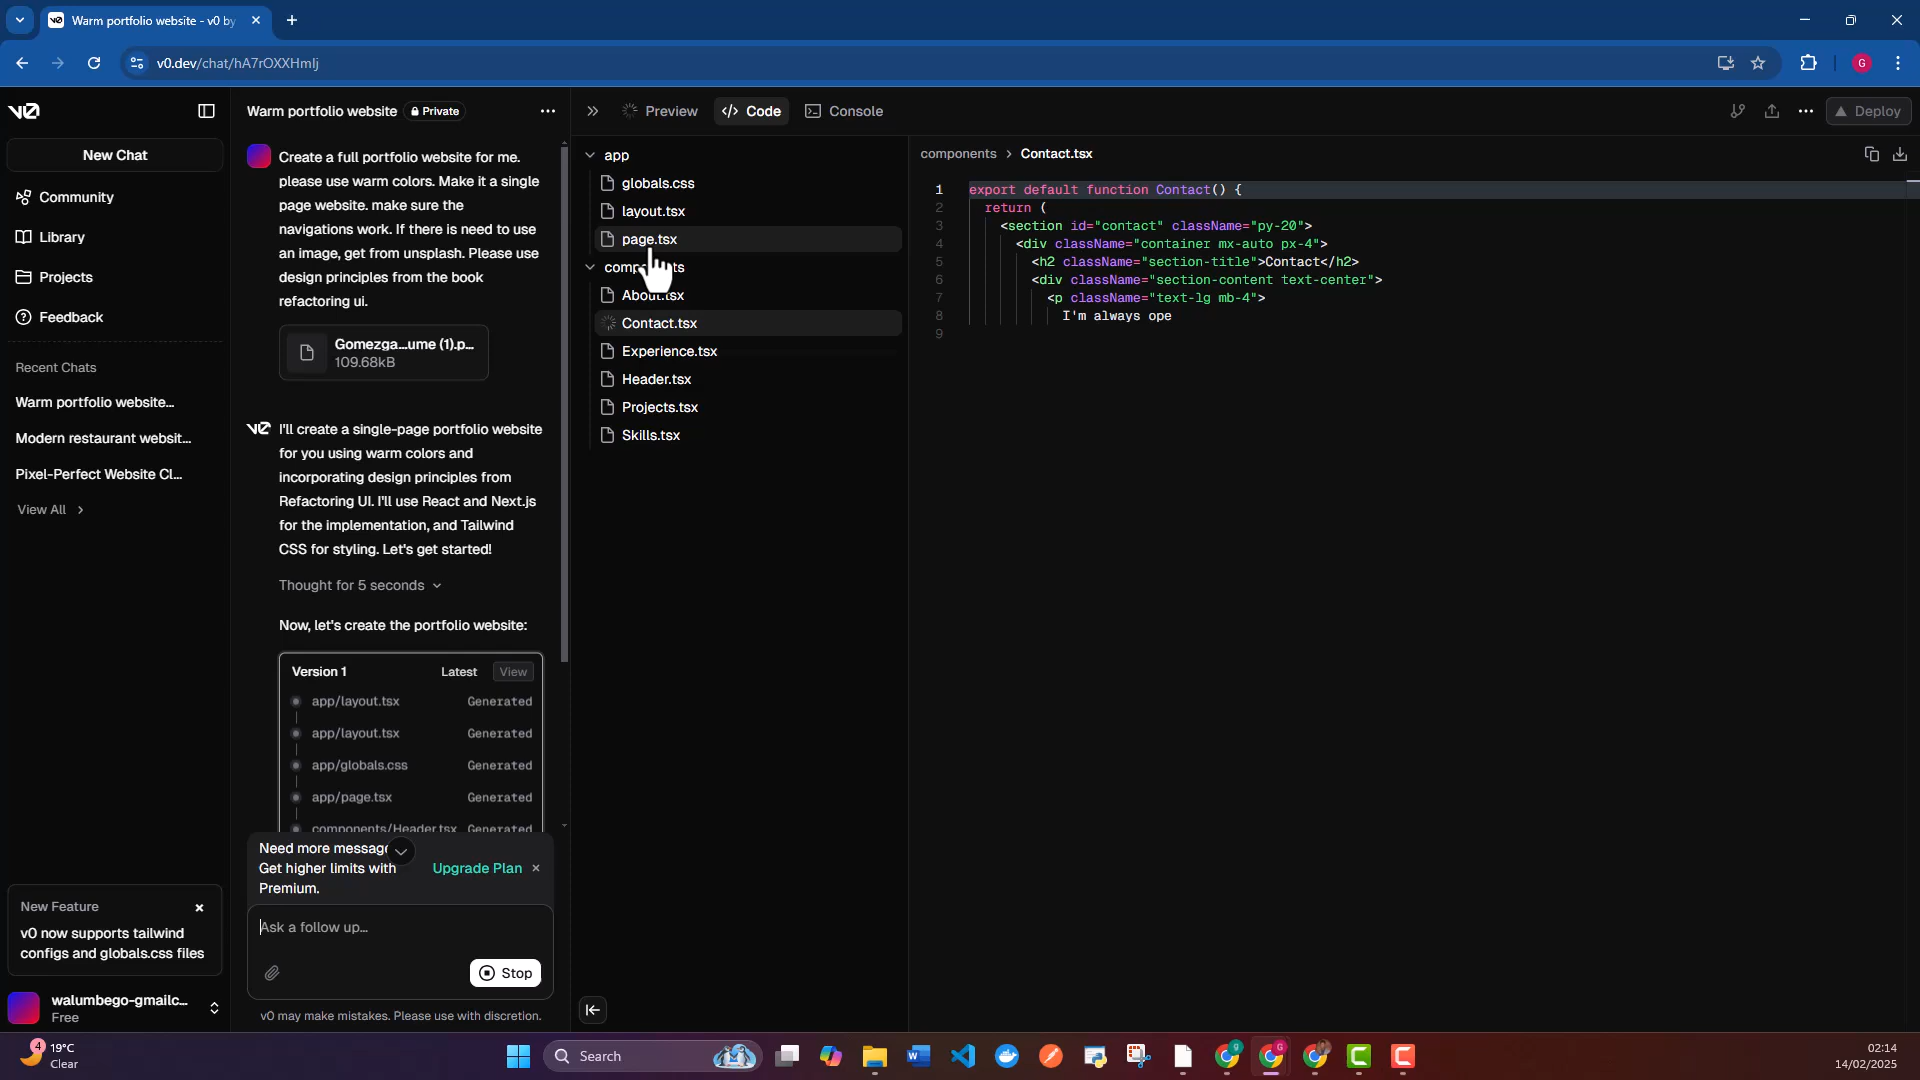 Warm portfolio website - v0 by
v0.dev/chat/hA7rOXXHmIj
G
v0
New Chat
Community
Library
Projects
Feedback
Recent Chats
Warm portfolio website...
Modern restaurant websit...
Pixel-Perfect Website Cl...
View All
New Feature
v0 now supports tailwind
configs and globals.css files
walumbego-gmailc...
Free
Warm portfolio website
Private
Create a full portfolio website for me.
please use warm colors. Make it a single
page website. make sure the
navigations work. If there is need to use
an image, get from unsplash. Please use
design principles from the book
refactoring ui.
Gomezga...ume (1).p...
109.68kB
I'll create a single-page portfolio website
for you using warm colors and
incorporating design principles from
Refactoring UI. I'll use React and Next.js
for the implementation, and Tailwind
CSS for styling. Let's get started!
Thought for 5 seconds
Now, let's create the portfolio website:
Version 1 Latest View
app/layout.tsx Generated
app/layout.tsx Generated
app/globals.css Generated
app/page.tsx Generated
components/Header.tsx Generated
Need more message
Get higher limits with
Premium.
Upgrade Plan
Ask a follow up...
Stop
v0 may make mistakes. Please use with discretion.
Preview
Code
Console
Deploy
app
globals.css
layout.tsx
page.tsx
About.tsx
Contact.tsx
Experience.tsx
Header.tsx
Projects.tsx
Skills.tsx
components > Contact.tsx
1 export default function Contact() {
2 return (
3 <section id="contact" className="py-20">
4 <div className="container mx-auto px-4">
5 <h2 className="section-title">Contact</h2>
6 <div className="section-content text-center">
7 <p className="text-lg mb-4">
8 I'm always ope
9
4
19°C
Clear
Search
02:14
14/02/2025